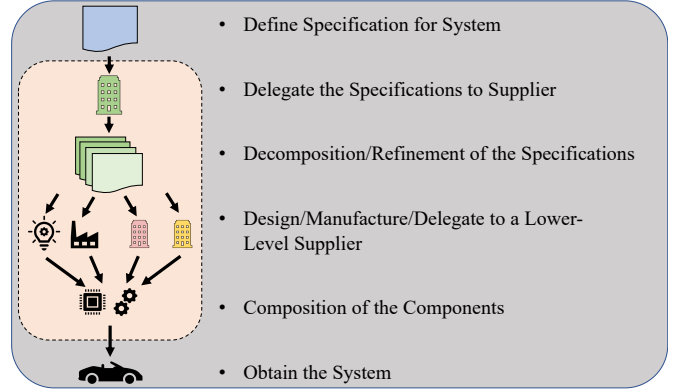 • Define Specification for System
• Delegate the Specifications to Supplier
• Decomposition/Refinement of the Specifications
• Design/Manufacture/Delegate to a Lower-
Level Supplier
• Composition of the Components
• Obtain the System